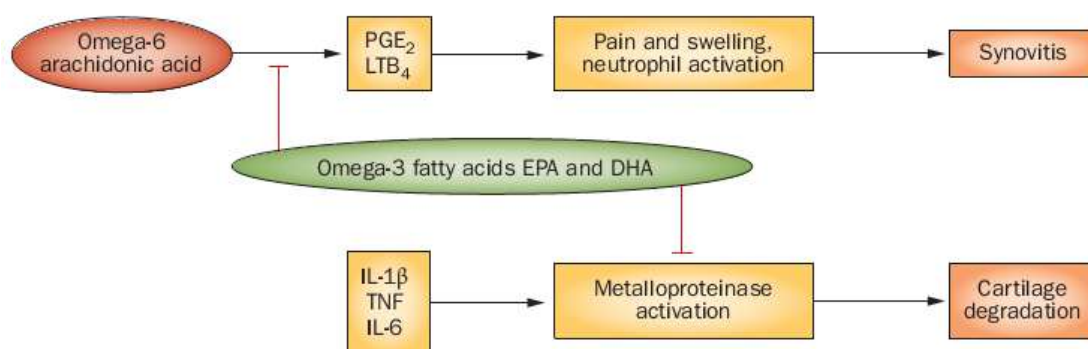 Omega-6
arachidonic acid
PGE₂
LTB₄
Pain and swelling,
neutrophil activation
Synovitis
Omega-3 fatty acids EPA and DHA
IL-1β
TNF
IL-6
Metalloproteinase
activation
Cartilage
degradation